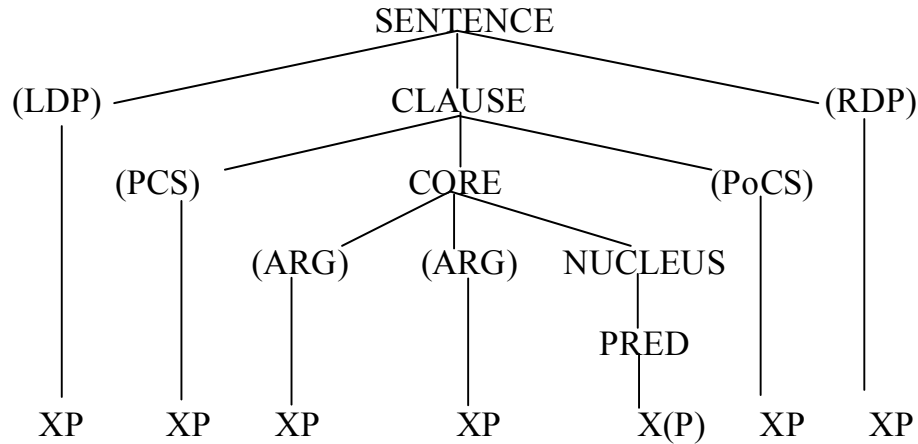 SENTENCE
(LDP) CLAUSE (RDP)
(PCS) CORE (PoCS)
(ARG) (ARG) NUCLEUS
PRED
XP XP XP XP X(P) XP XP